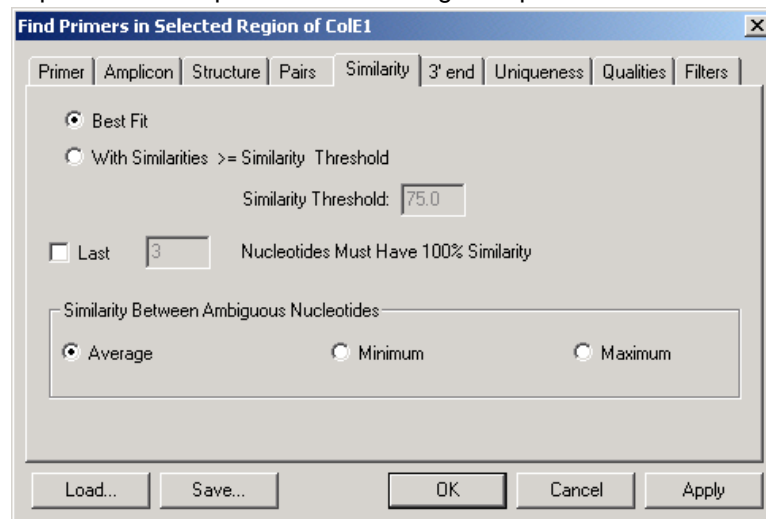 Find Primers in Selected Region of ColE1
Primer Amplicon Structure Pairs Similarity 3' end Uniqueness Qualities Filters
Best Fit
With Similarities >= Similarity Threshold
Similarity Threshold: 75.0
Last 3 Nucleotides Must Have 100% Similarity
Similarity Between Ambiguous Nucleotides
Average Minimum Maximum
Load... Save... OK Cancel Apply